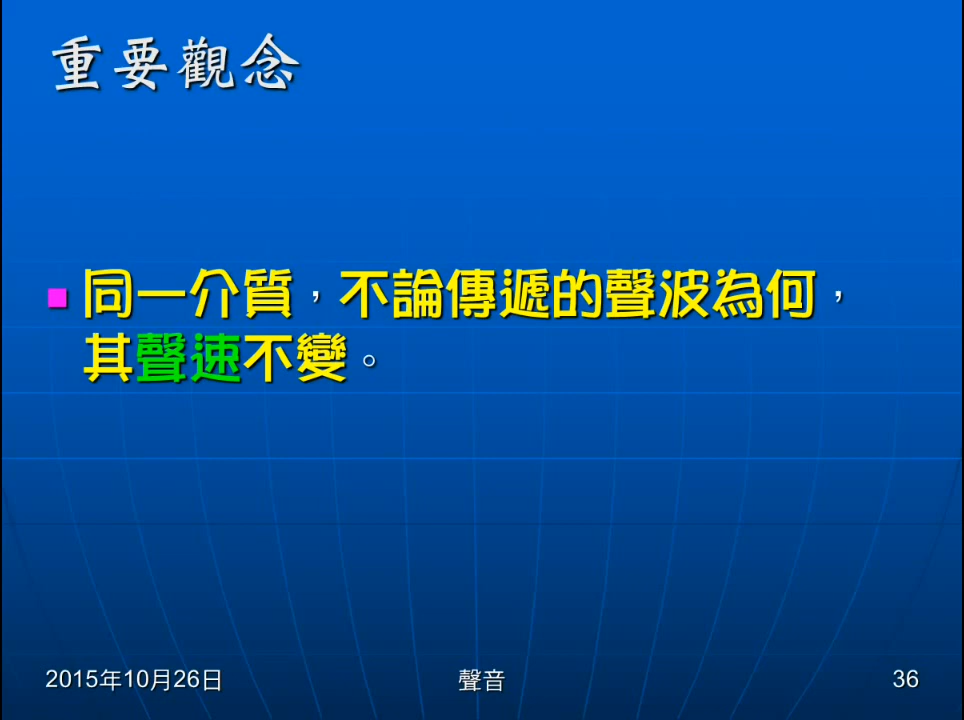 重要觀念
同一介質，不論傳遞的聲波為何，
其聲速不變。
2015年10月26日
聲音
36